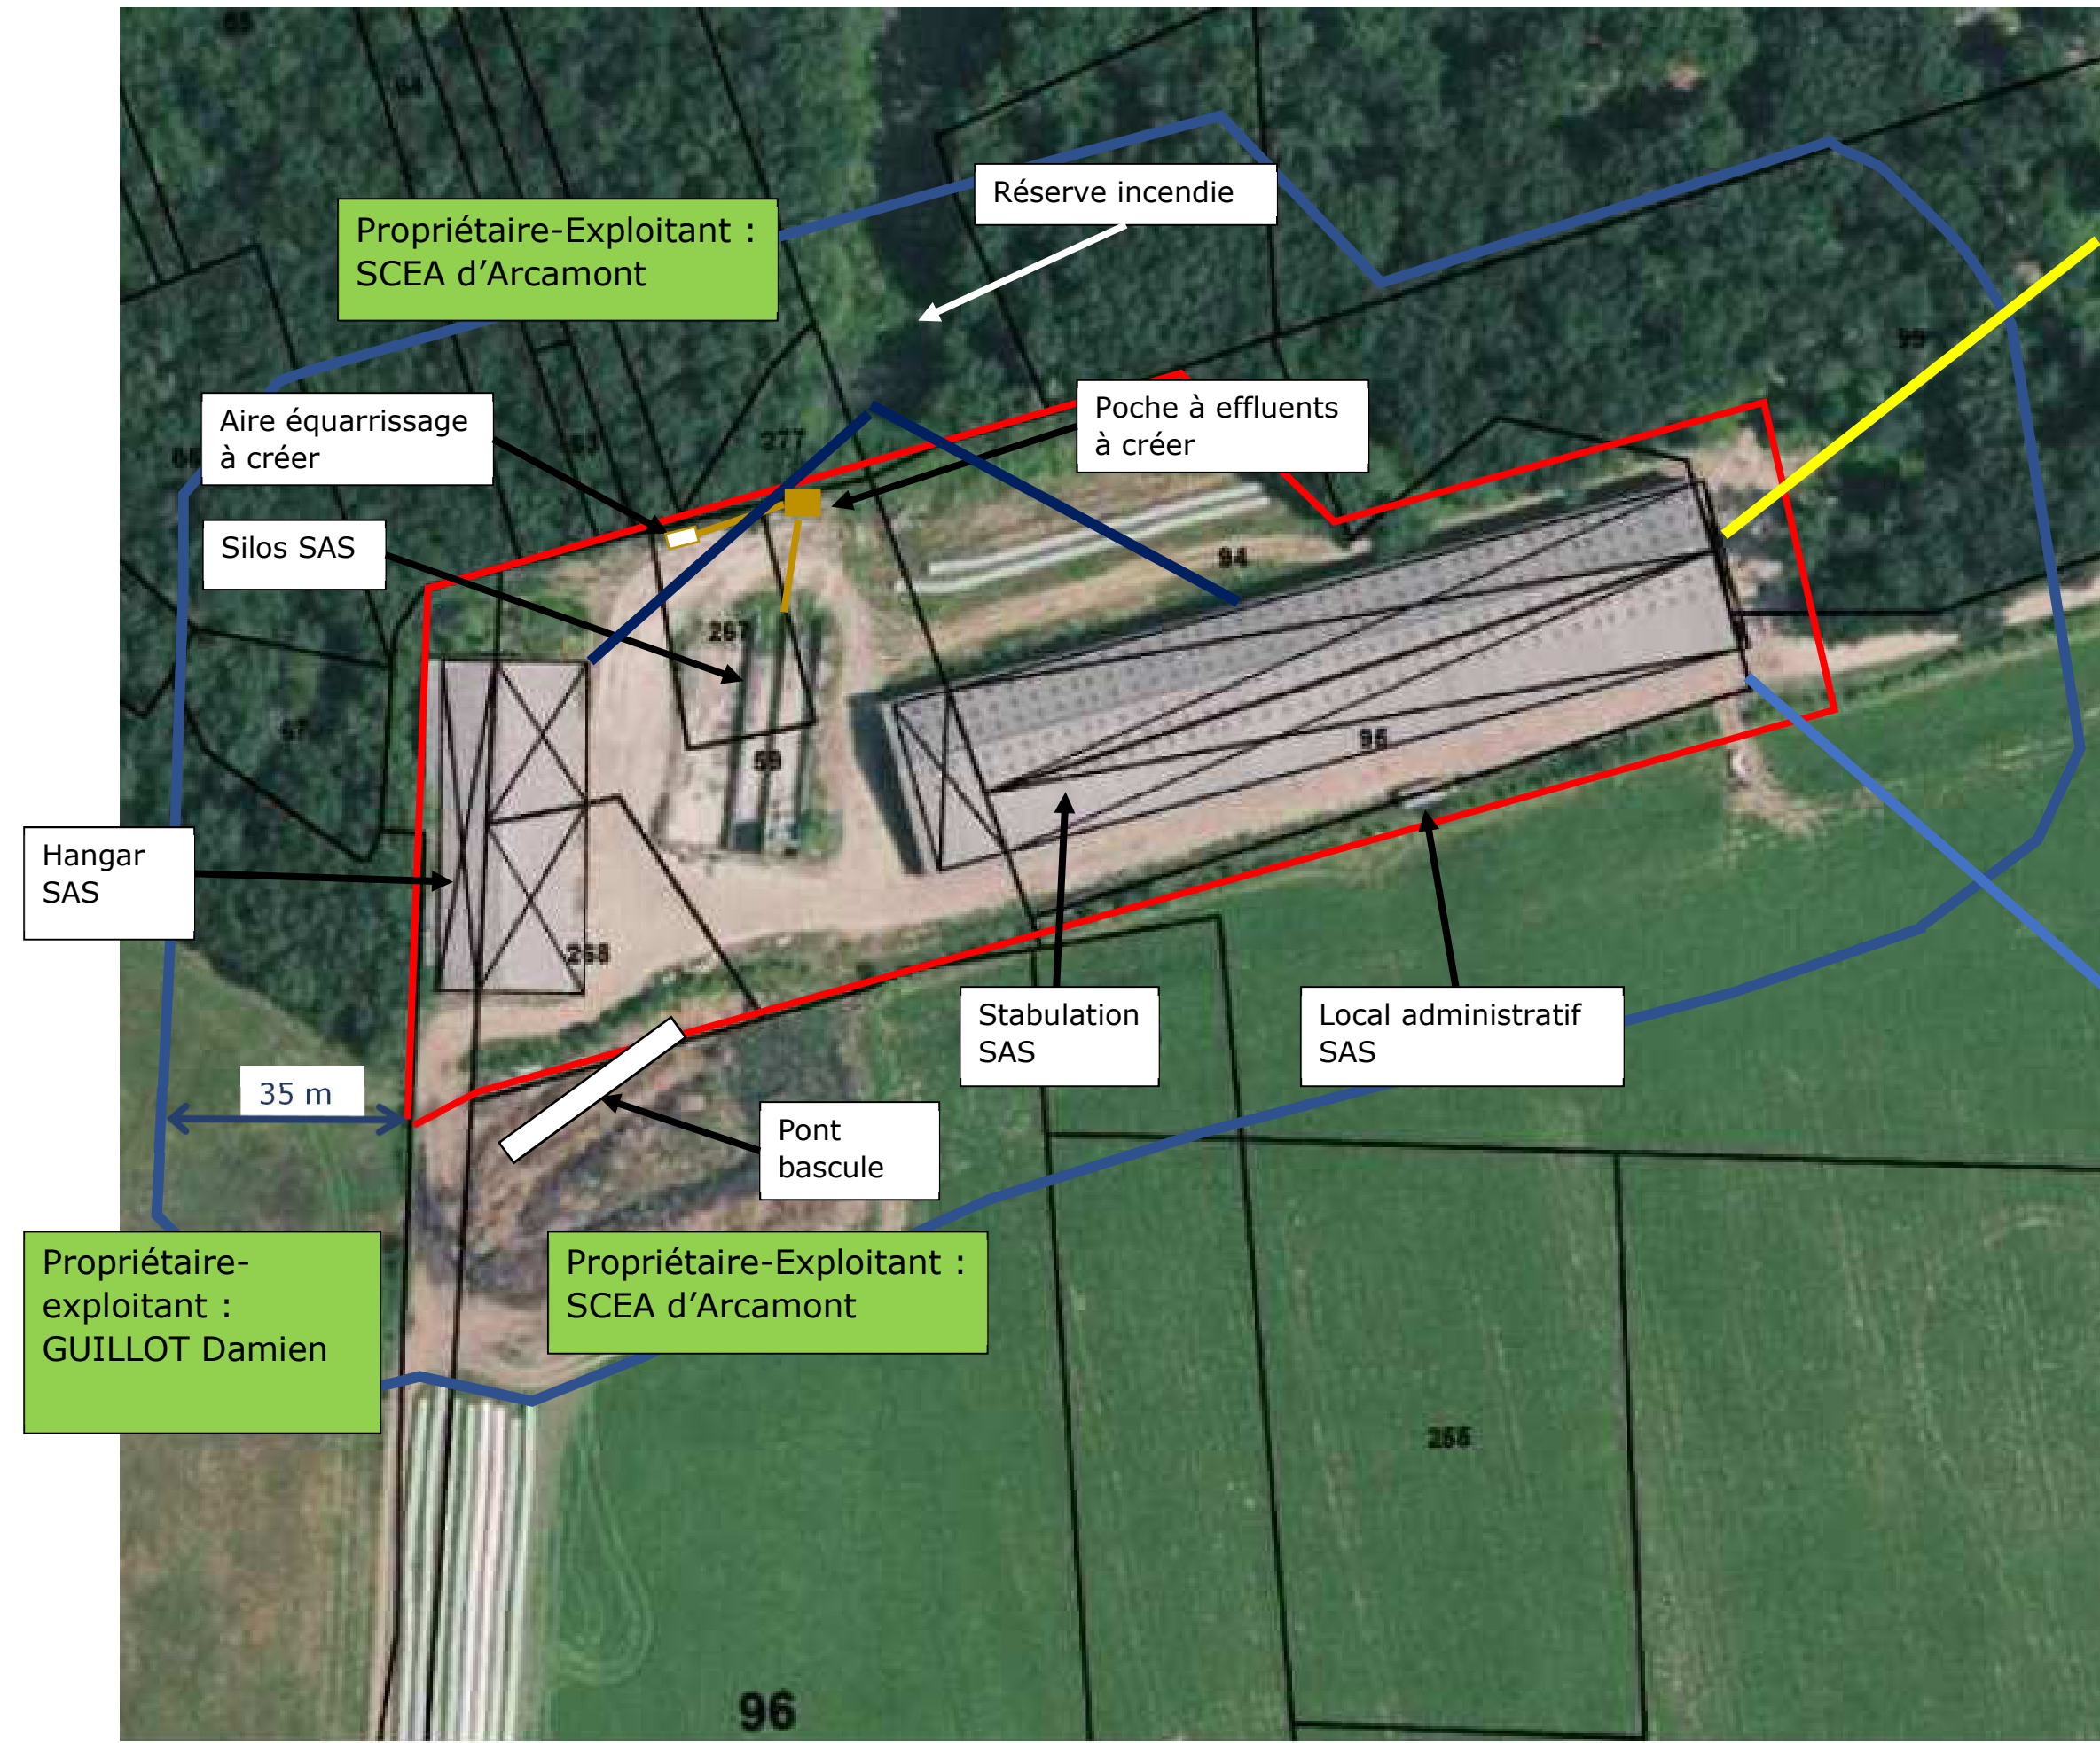 Réserve incendie
Propriétaire-Exploitant :
SCEA d’Arcamont
Aire équarrissage
à créer
Poche à effluents
à créer
277
Silos SAS
94
267
59
95
Hangar
SAS
268
Stabulation
SAS
Local administratif
SAS
35 m
Pont
bascule
Propriétaire-
exploitant :
GUILLOT Damien
Propriétaire-Exploitant :
SCEA d’Arcamont
96